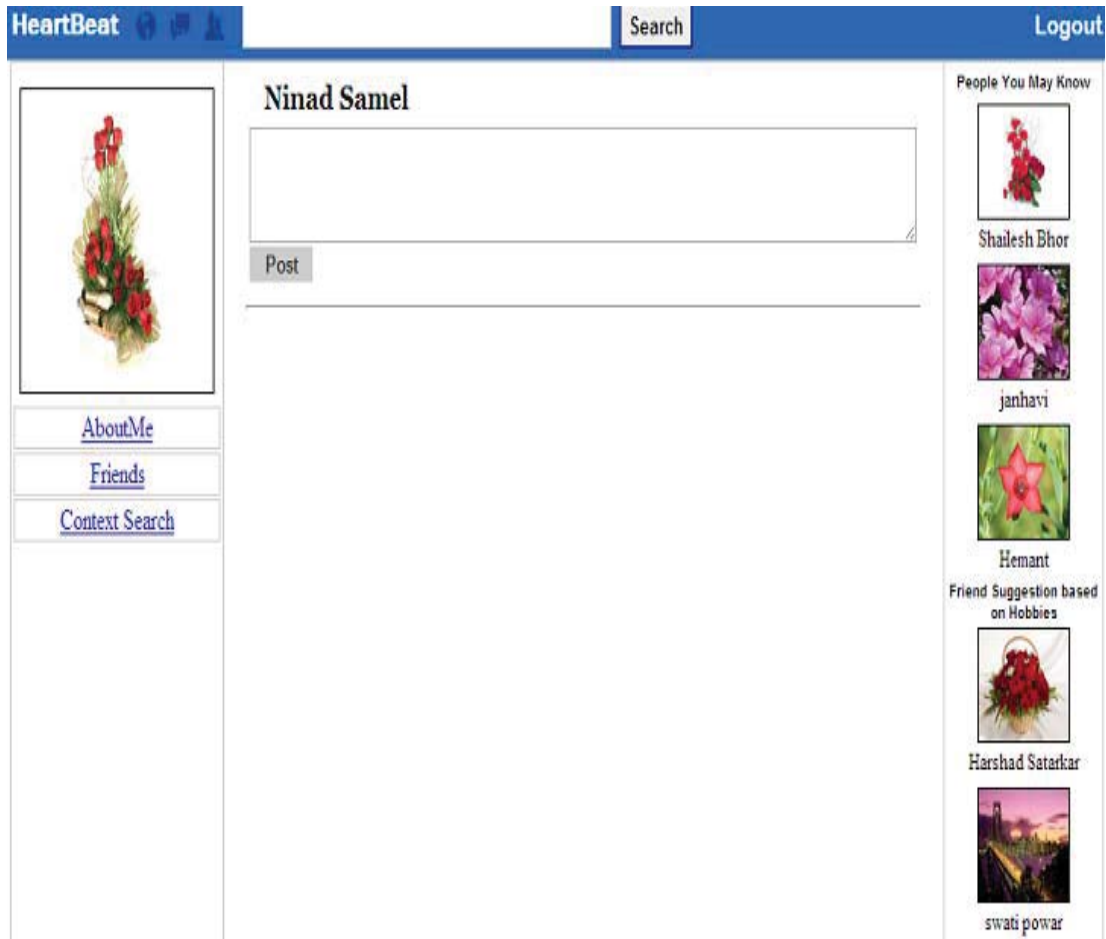 HeartBeat
Search
Logout
AboutMe
Friends
Context Search
Ninad Samel
Post
People You May Know
Shailesh Bhor
janhavi
Hemant
Friend Suggestion based
on Hobbies
Harshad Satarkar
swati powar